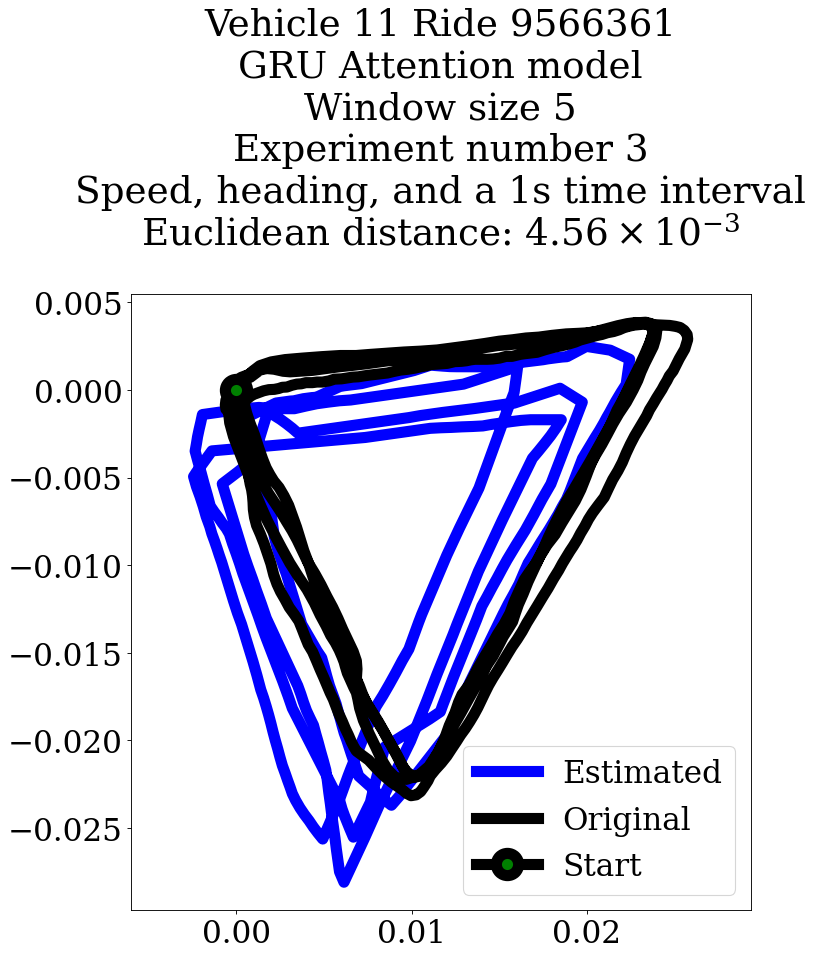 Vehicle 11 Ride 9566361
GRU Attention model
Window size 5
Experiment number 3
Speed, heading, and a 1s time interval
Euclidean distance: 4.56 × 10⁻³
0.005
0.000
−0.005
−0.010
−0.015
−0.020
−0.025
0.00
0.01
0.02
Estimated
Original
Start